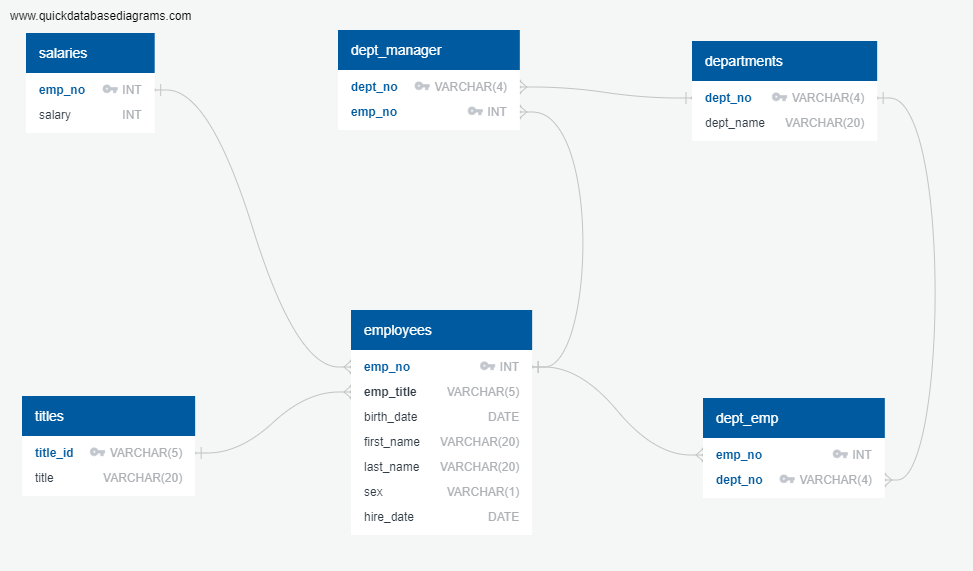 www.quickdatabasediagrams.com
salaries
emp_no INT
salary INT
dept_manager
dept_no VARCHAR(4)
emp_no INT
departments
dept_no VARCHAR(4)
dept_name VARCHAR(20)
employees
emp_no INT
emp_title VARCHAR(5)
birth_date DATE
first_name VARCHAR(20)
last_name VARCHAR(20)
sex VARCHAR(1)
hire_date DATE
titles
title_id VARCHAR(5)
title VARCHAR(20)
dept_emp
emp_no INT
dept_no VARCHAR(4)